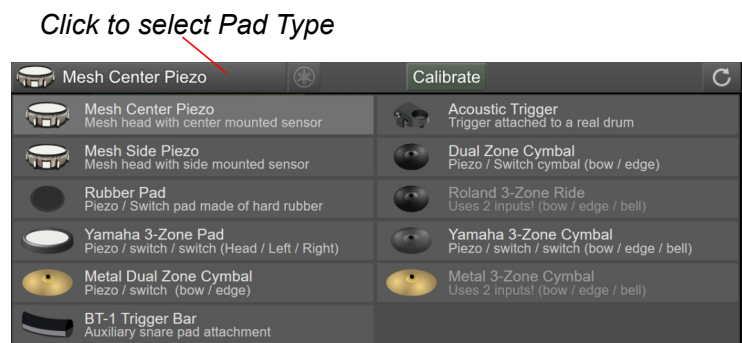 Click to select Pad Type
Mesh Center Piezo
Calibrate
Mesh Center Piezo
Mesh head with center mounted sensor
Acoustic Trigger
Trigger attached to a real drum
Mesh Side Piezo
Mesh head with side mounted sensor
Dual Zone Cymbal
Piezo / Switch cymbal (bow / edge)
Rubber Pad
Piezo / Switch pad made of hard rubber
Roland 3-Zone Ride
Uses 2 inputs! (bow / edge / bell)
Yamaha 3-Zone Pad
Piezo / switch / switch (Head / Left / Right)
Yamaha 3-Zone Cymbal
Piezo / switch / switch (bow / edge / bell)
Metal Dual Zone Cymbal
Piezo / switch (bow / edge)
Metal 3-Zone Cymbal
Uses 2 inputs! (bow / edge / bell)
BT-1 Trigger Bar
Auxiliary snare pad attachment